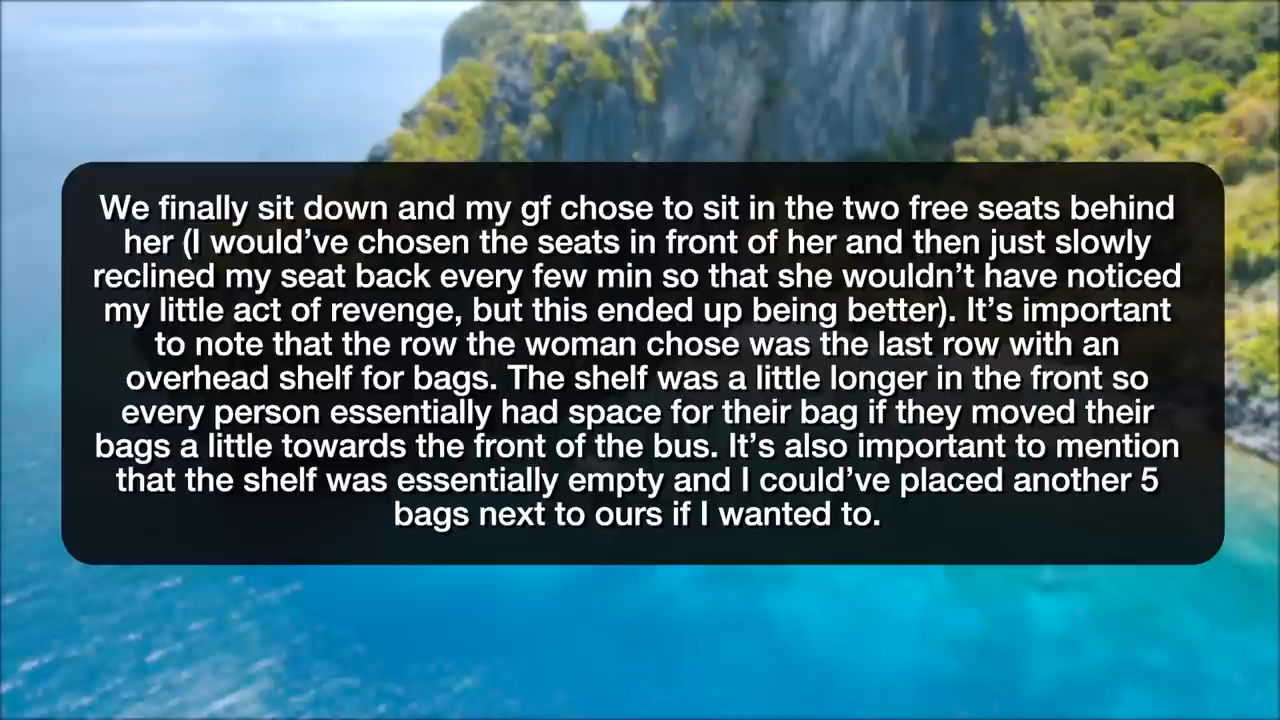 We finally sit down and my gf chose to sit in the two free seats behind
her (I would’ve chosen the seats in front of her and then just slowly
reclined my seat back every few min so that she wouldn’t have noticed
my little act of revenge, but this ended up being better). It’s important
to note that the row the woman chose was the last row with an
overhead shelf for bags. The shelf was a little longer in the front so
every person essentially had space for their bag if they moved their
bags a little towards the front of the bus. It’s also important to mention
that the shelf was essentially empty and I could’ve placed another 5
bags next to ours if I wanted to.